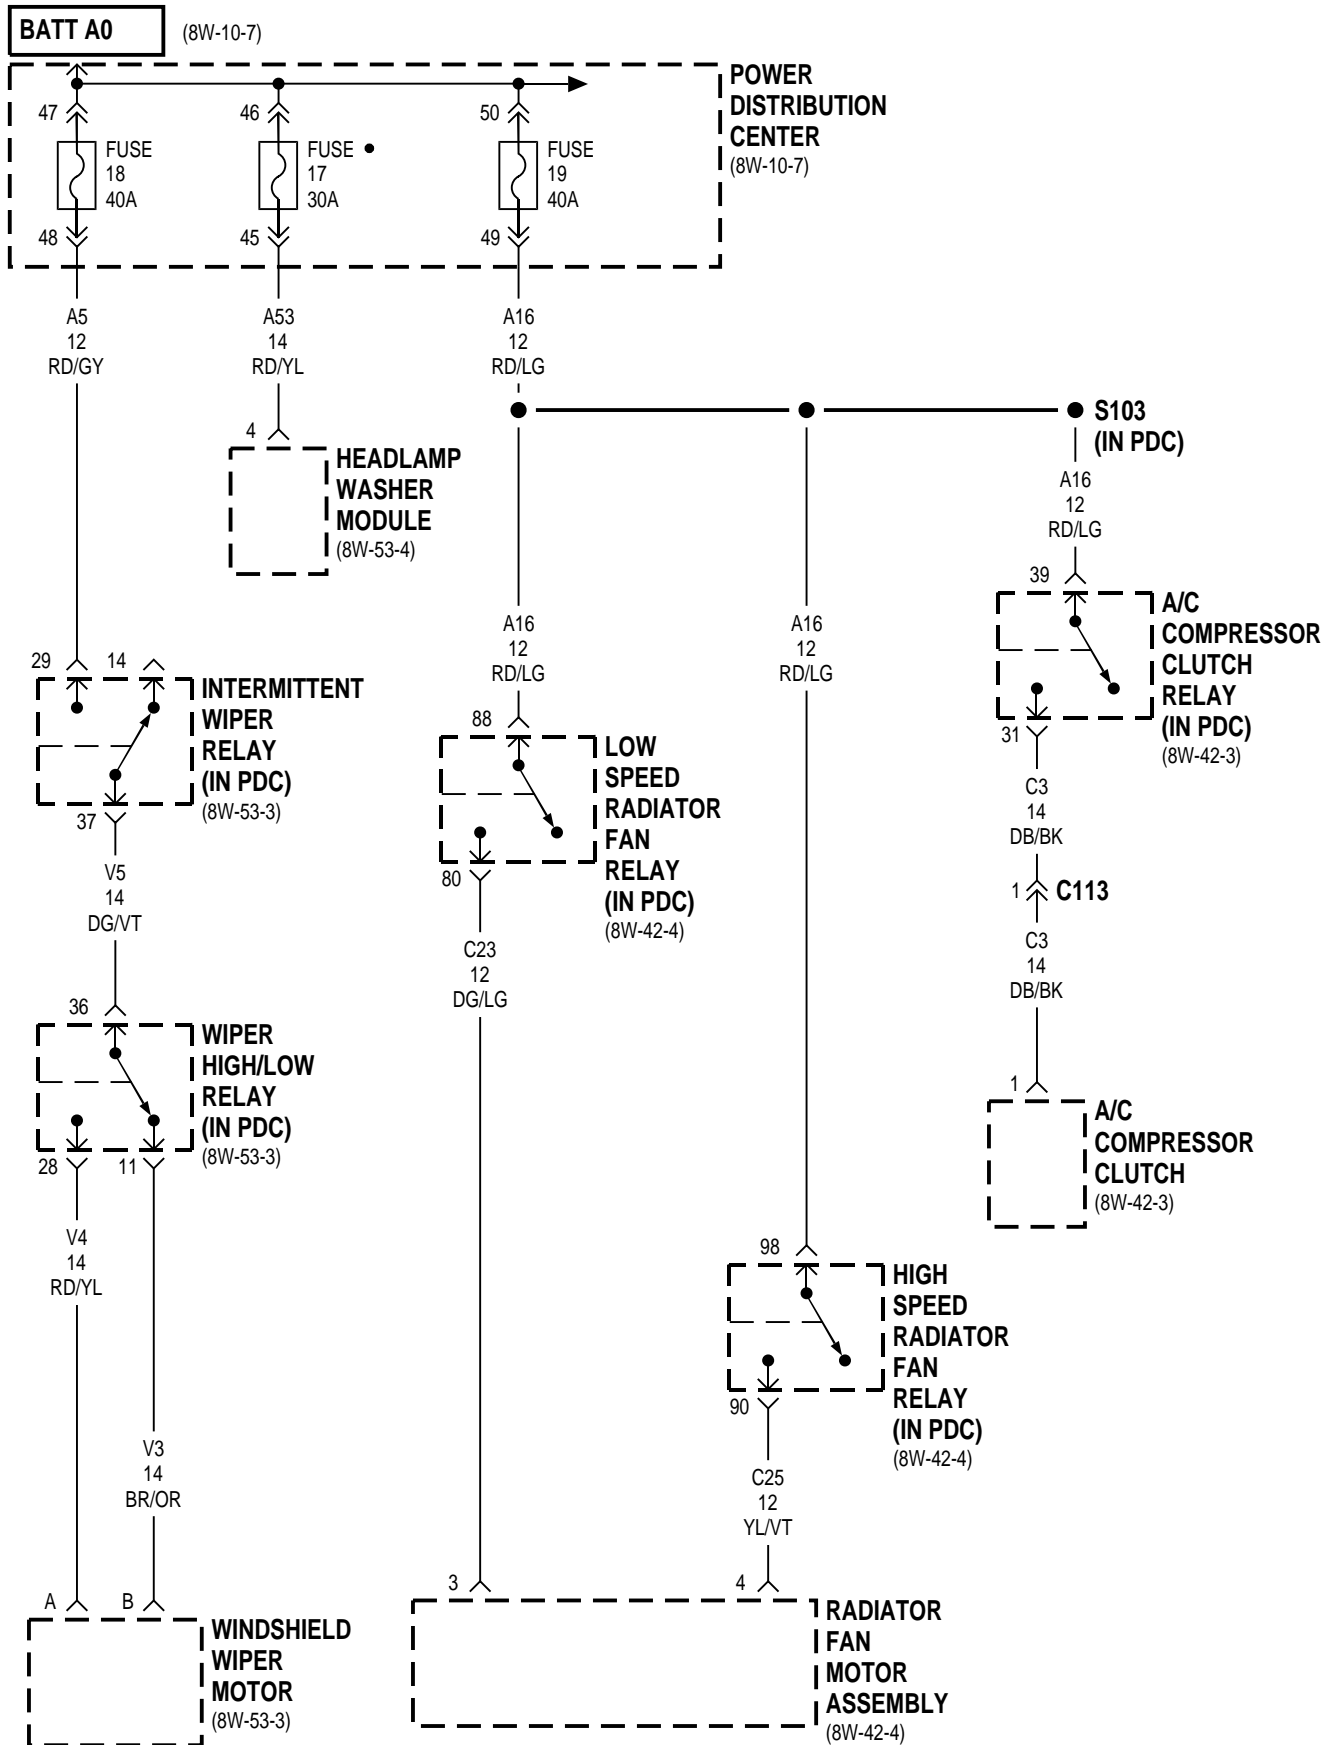 BATT A0 (8W-10-7)
POWER
DISTRIBUTION
CENTER
(8W-10-7)
47
FUSE
18
40A
48
46
FUSE •
17
30A
45
50
FUSE
19
40A
49
A5
12
RD/GY
A53
14
RD/YL
A16
12
RD/LG
S103
(IN PDC)
4
HEADLAMP
WASHER
MODULE
(8W-53-4)
A16
12
RD/LG
39
A/C
COMPRESSOR
CLUTCH
RELAY
(IN PDC)
(8W-42-3)
31
A16
12
RD/LG
A16
12
RD/LG
29 14
INTERMITTENT
WIPER
RELAY
(IN PDC)
(8W-53-3)
37
88
LOW
SPEED
RADIATOR
FAN
RELAY
(IN PDC)
(8W-42-4)
80
C3
14
DB/BK
1 C113
C3
14
DB/BK
V5
14
DG/VT
C23
12
DG/LG
36
WIPER
HIGH/LOW
RELAY
(IN PDC)
(8W-53-3)
28 11
1
A/C
COMPRESSOR
CLUTCH
(8W-42-3)
V4
14
RD/YL
98
HIGH
SPEED
RADIATOR
FAN
RELAY
(IN PDC)
(8W-42-4)
90
V3
14
BR/OR
C25
12
YL/VT
A B
WINDSHIELD
WIPER
MOTOR
(8W-53-3)
3 4
RADIATOR
FAN
MOTOR
ASSEMBLY
(8W-42-4)